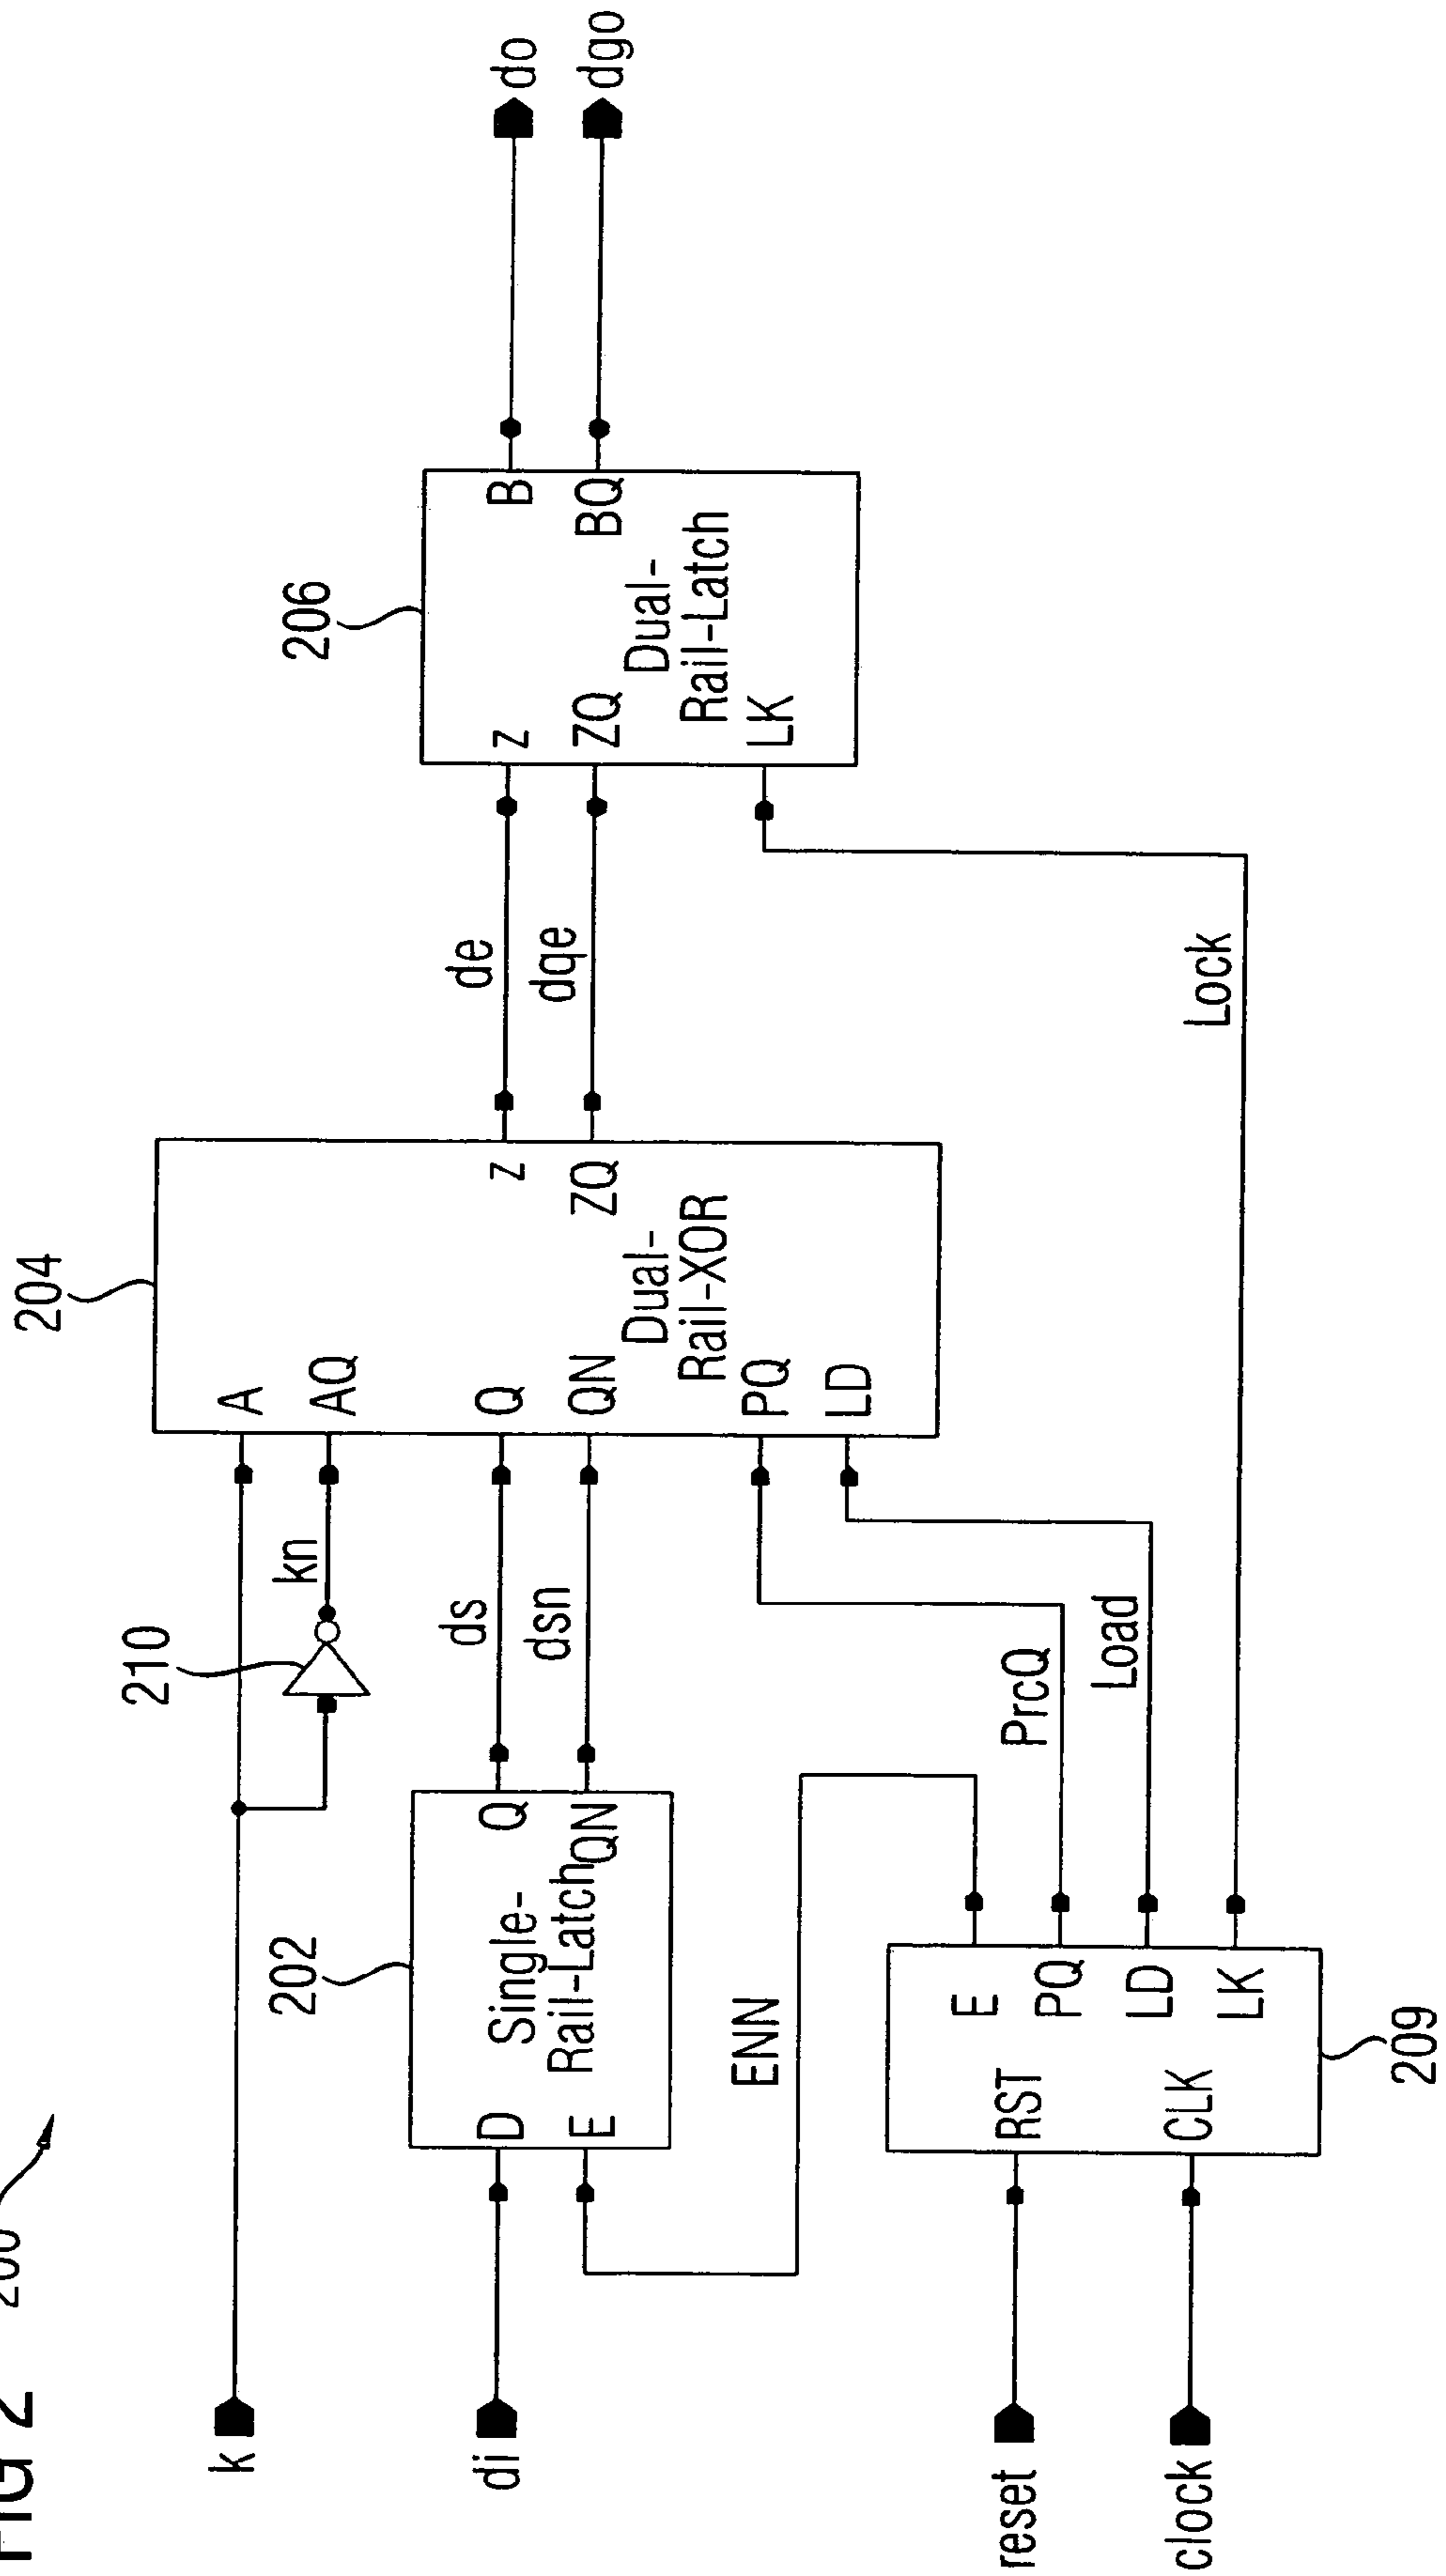 FIG 2
200
k
di
reset
clock
210
kn
202
D
E
Single-
Rail-Latch
Q
QN
ds
dsn
ENN
RST
CLK
E
PQ
LD
LK
209
PrcQ
Load
Lock
204
A
AQ
Q
QN
PQ
LD
Dual-
Rail-XOR
z
ZQ
de
dqe
206
z
ZQ
LK
Dual-
Rail-Latch
B
BQ
do
dgo